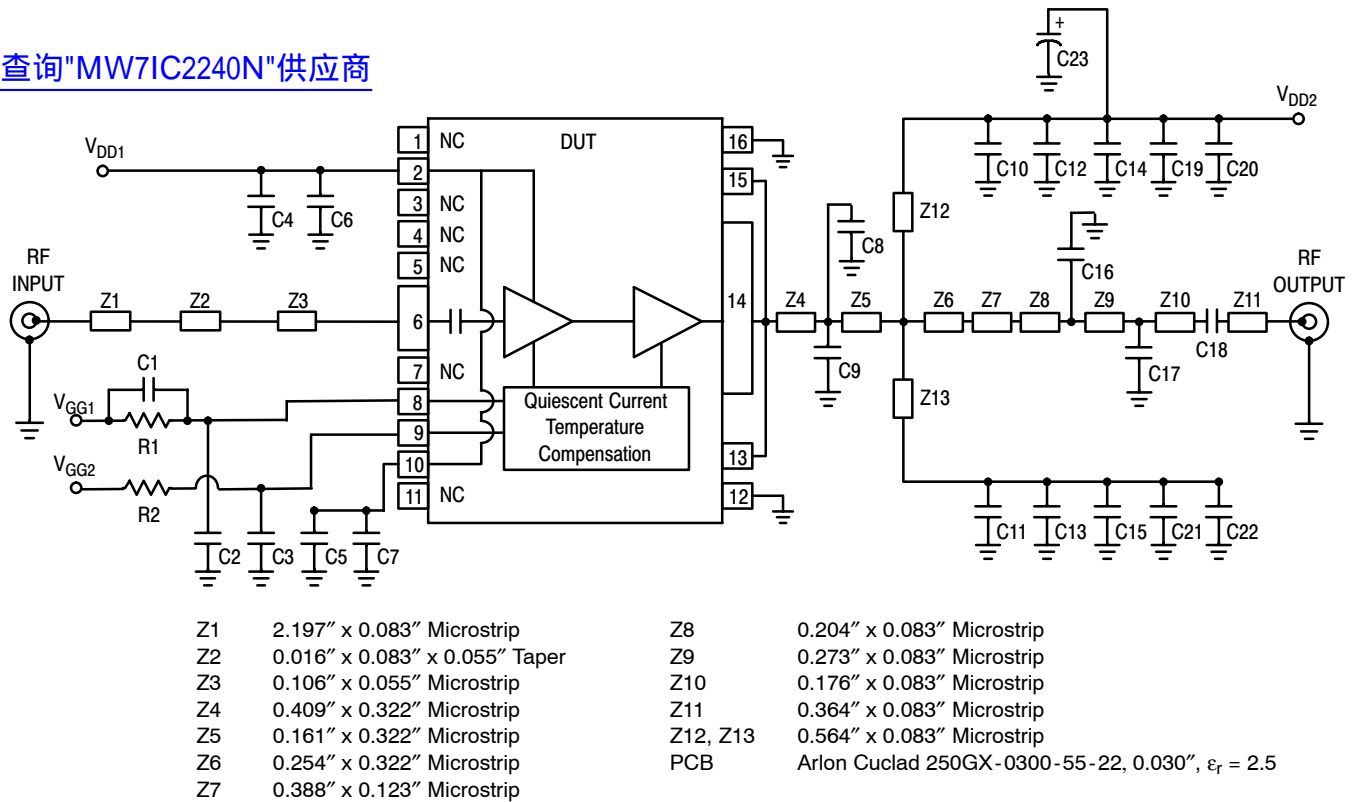 查询"MW7IC2240N"供应商
+
C23
VDD2
VDD1
1 NC DUT 16
2
15
C10 C12 C14 C19 C20
3 NC
C4 C6
4 NC
Z12
C8
5 NC
RF
INPUT
C16
RF
OUTPUT
Z1 Z2 Z3
6
14
Z4 Z5 Z6 Z7 Z8 Z9 Z10 Z11
C18
C9
C17
C1
7 NC
VGG1
8
Quiescent Current
Temperature
Compensation
Z13
R1
9
VGG2
10
13
R2
11 NC
12
C2 C3 C5 C7
C11 C13 C15 C21 C22
Z1 2.197″ x 0.083″ Microstrip
Z2 0.016″ x 0.083″ x 0.055″ Taper
Z3 0.106″ x 0.055″ Microstrip
Z4 0.409″ x 0.322″ Microstrip
Z5 0.161″ x 0.322″ Microstrip
Z6 0.254″ x 0.322″ Microstrip
Z7 0.388″ x 0.123″ Microstrip
Z8 0.204″ x 0.083″ Microstrip
Z9 0.273″ x 0.083″ Microstrip
Z10 0.176″ x 0.083″ Microstrip
Z11 0.364″ x 0.083″ Microstrip
Z12, Z13 0.564″ x 0.083″ Microstrip
PCB Arlon Cuclad 250GX-0300-55-22, 0.030″, εr = 2.5